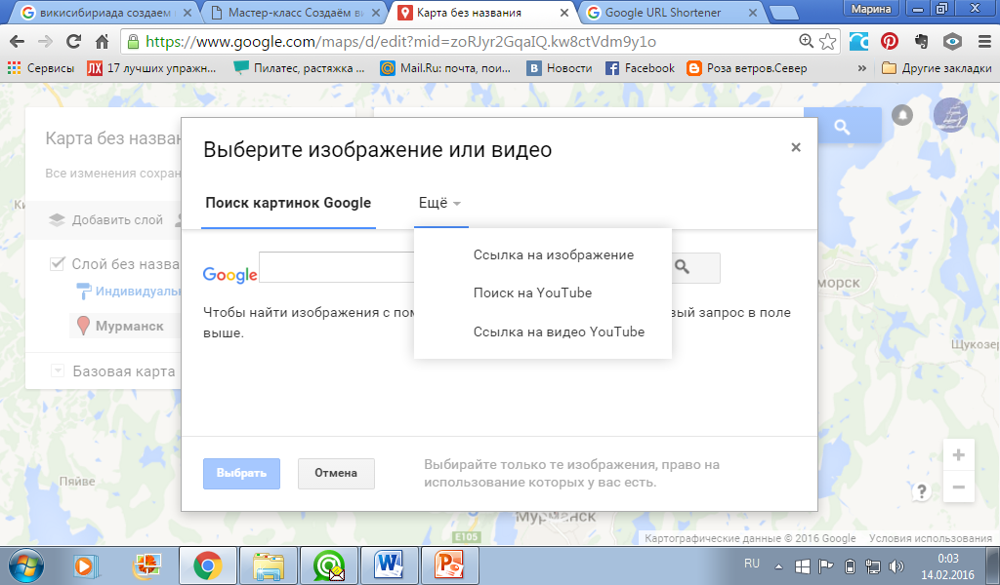 викисибириада создаем
Мастер-класс Создаём ви
Карта без названия
Google URL Shortener
Марина
https://www.google.com/maps/d/edit?mid=zoRJyr2GqaIQ.kw8ctVdm9y1o
Сервисы
17 лучших упражн...
Пилатес, растяжка ...
Mail.Ru: почта, пои...
Новости
Facebook
Роза ветров.Север
»
Другие закладки
Карта без назван
Все изменения сохран
Добавить слой
Слой без назва
Индивидуаль
Мурманск
Базовая карта
Выберите изображение или видео
Поиск картинок Google
Ещё
Ссылка на изображение
Поиск на YouTube
Ссылка на видео YouTube
Google
Чтобы найти изображения с пом
вый запрос в поле
выше.
Выбрать
Отмена
Выбирайте только те изображения, право на
использование которых у вас есть.
морск
Щукозер
Пяйве
Мурманск
E105
Картографические данные © 2016 Google
Условия использования
RU
0:03
14.02.2016